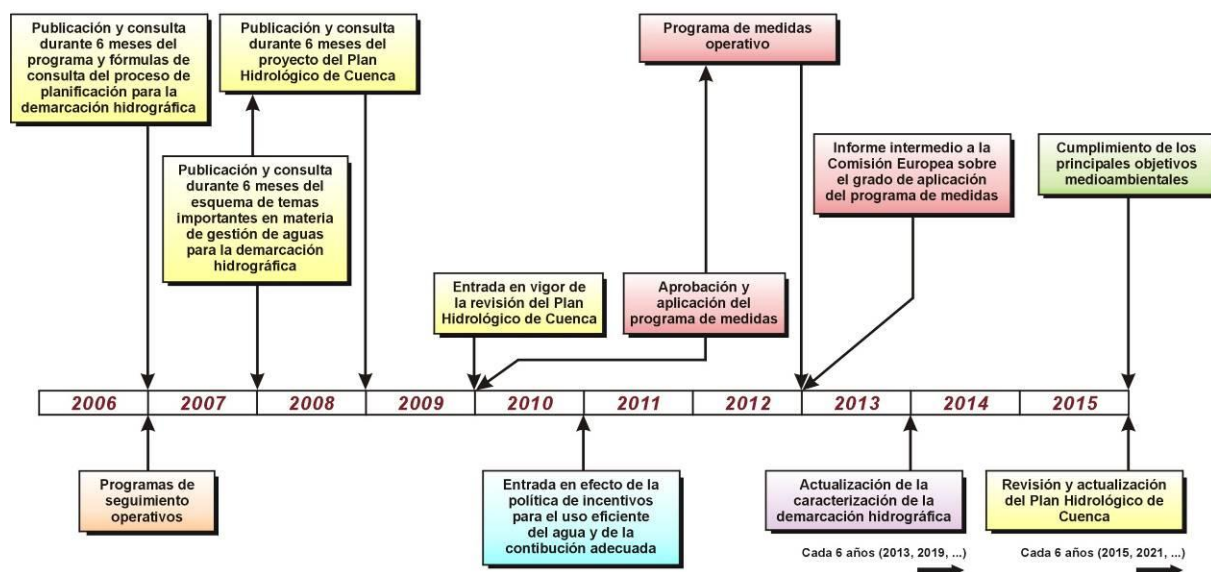 Publicación y consulta
durante 6 meses del
programa y fórmulas de
consulta del proceso de
planificación para la
demarcación hidrográfica
Publicación y consulta
durante 6 meses del
proyecto del Plan
Hidrológico de Cuenca
Programa de medidas
operativo
Publicación y consulta
durante 6 meses del
esquema de temas
importantes en materia
de gestión de aguas
para la demarcación
hidrográfica
Informe intermedio a la
Comisión Europea sobre
el grado de aplicación
del programa de medidas
Cumplimiento de los
principales objetivos
medioambientales
Entrada en vigor de
la revisión del Plan
Hidrológico de Cuenca
Aprobación y
aplicación del
programa de medidas
2006 2007 2008 2009 2010 2011 2012 2013 2014 2015
Programas de
seguimiento
operativos
Entrada en efecto de la
política de incentivos
para el uso eficiente
del agua y de la
contibución adecuada
Actualización de la
caracterización de la
demarcación hidrográfica
Cada 6 años (2013, 2019, ...)
Revisión y actualización
del Plan Hidrológico de
Cuenca
Cada 6 años (2015, 2021, ...)